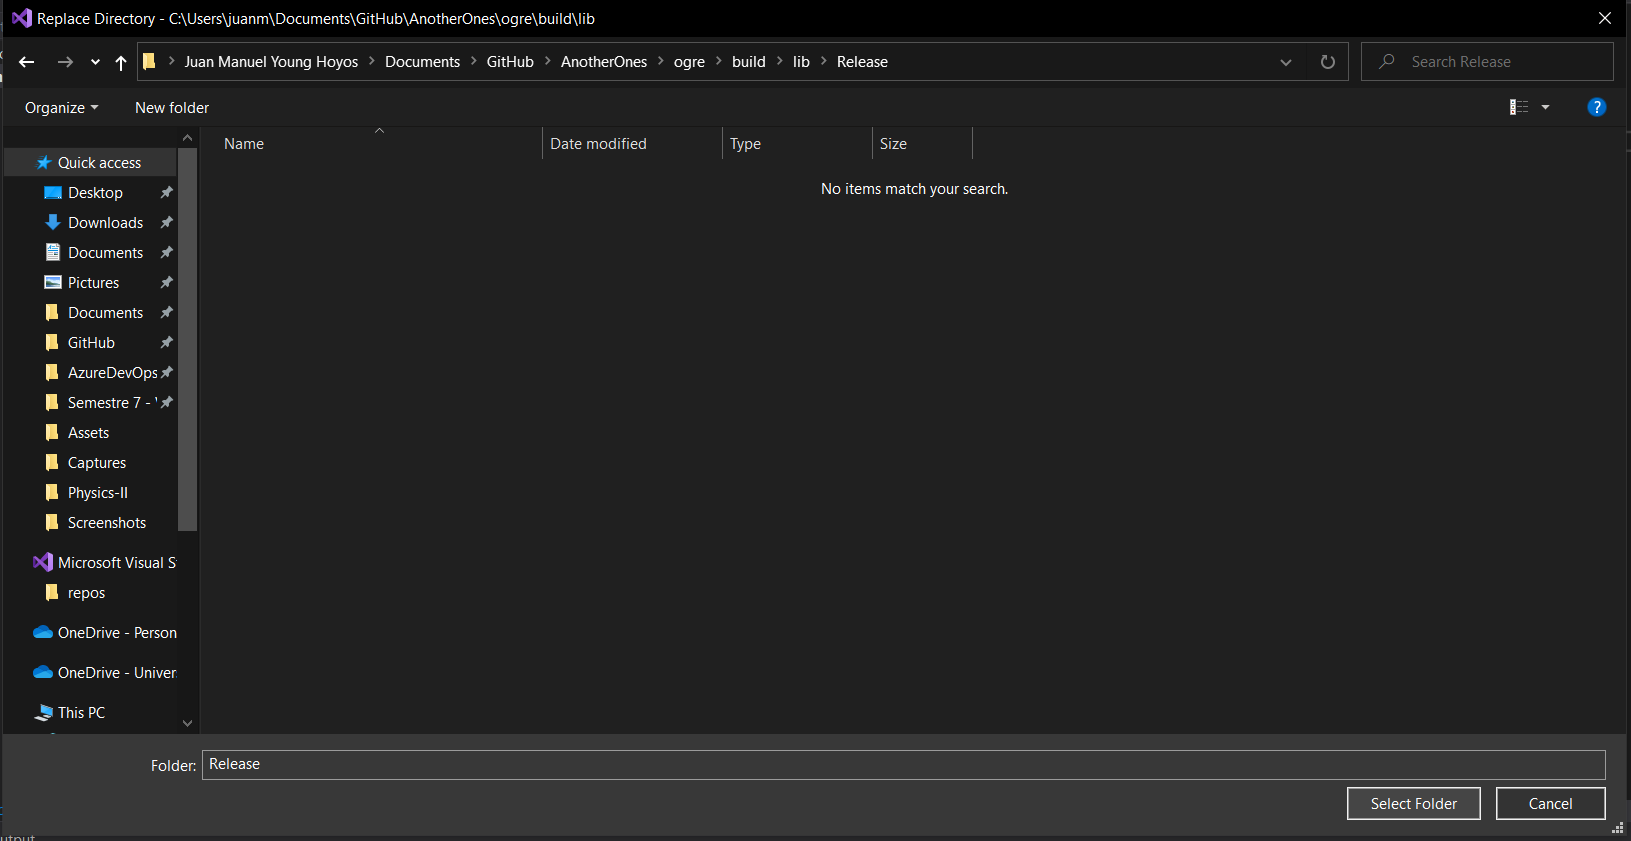 Replace Directory - C:\Users\juanm\Documents\GitHub\AnotherOnes\ogre\build\lib
Juan Manuel Young Hoyos > Documents > GitHub > AnotherOnes > ogre > build > lib > Release
Search Release
Organize
New folder
?
Name
Date modified
Type
Size
No items match your search.
Quick access
Desktop
Downloads
Documents
Pictures
Documents
GitHub
AzureDevOps
Semestre 7 - '
Assets
Captures
Physics-II
Screenshots
Microsoft Visual S
repos
OneDrive - Person
OneDrive - Univer
This PC
Folder:
Release
Select Folder
Cancel